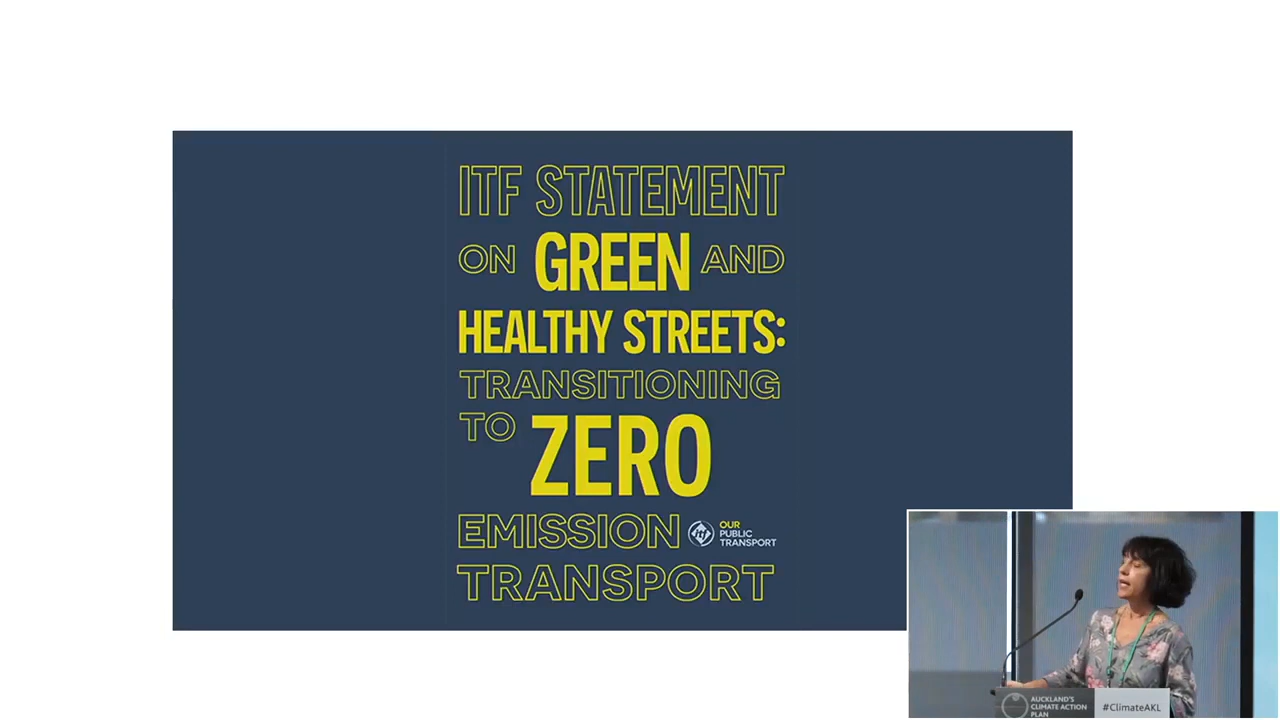 ITF STATEMENT
ON GREEN AND
HEALTHY STREETS:
TRANSITIONING
TO ZERO
EMISSION
OUR
PUBLIC
TRANSPORT
TRANSPORT
AUCKLAND'S
CLIMATE ACTION
PLAN
#ClimateAKL